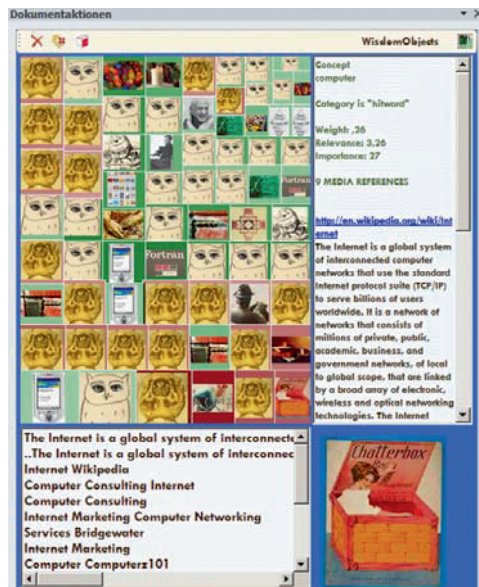 Dokumentaktionen
WisdomObjects
Concept
computer
Category is "hitword"
Weight: ,26
Relevance: 3,26
Importance: 27
9 MEDIA REFERENCES
http://en.wikipedia.org/wiki/Int
ernet
The Internet is a global system
of interconnected computer
networks that use the standard
Internet protocol suite (TCP/IP)
to serve billions of users
worldwide. It is a network of
networks that consists of
millions of private, public,
academic, business, and
government networks, of local
to global scope, that are linked
by a broad array of electronic,
wireless and optical networking
technologies. The Internet
Fortran
Fortran
The Internet is a global system of interconnecte
..The Internet is a global system of interconnec
Internet Wikipedia
Computer Consulting Internet
Computer Consulting
Internet Marketing Computer Networking
Services Bridgewater
Internet Marketing
Computer Computerz101
Chatterbox